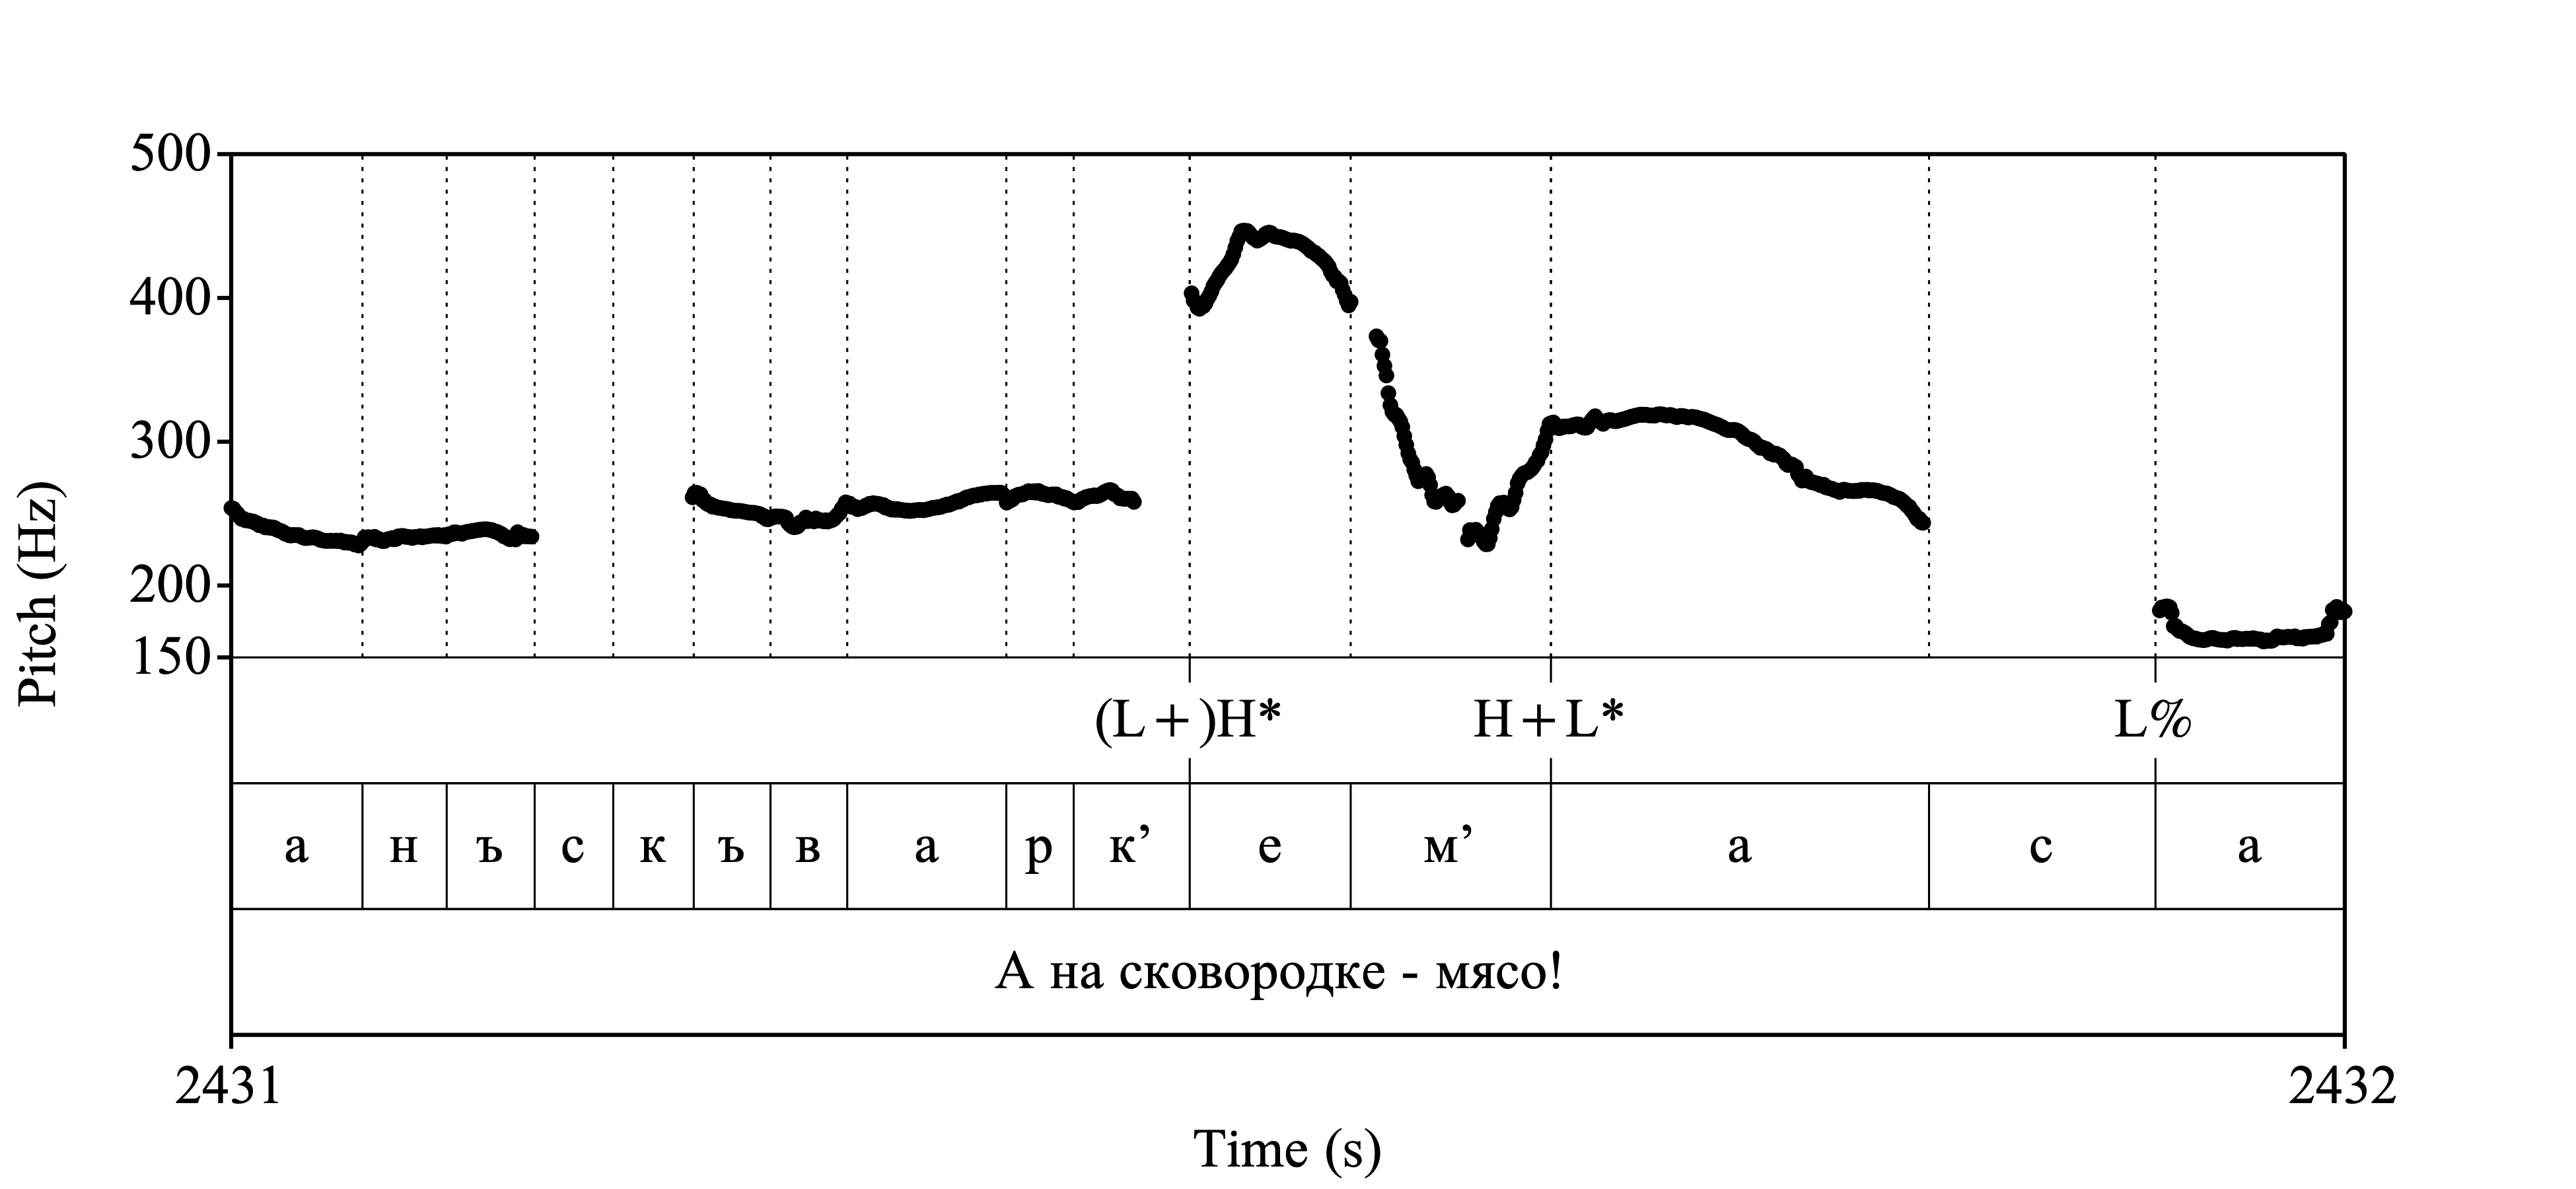 500
400
300
200
150
Pitch (Hz)
(L+)H* H+L* L%
а н ъ с к ъ в а р к’ е м’ а с а
А на сковородке - мясо!
2431 2432
Time (s)